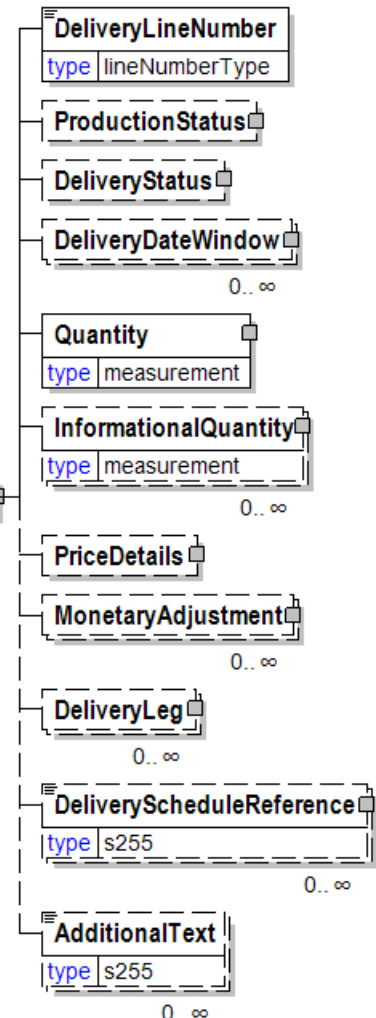 DeliveryLineNumber
type lineNumberType
ProductionStatus
DeliveryStatus
DeliveryDateWindow
0.. ∞
Quantity
type measurement
InformationalQuantity
type measurement
0.. ∞
PriceDetails
MonetaryAdjustment
0.. ∞
DeliveryLeg
0.. ∞
DeliveryScheduleReference
type s255
0.. ∞
AdditionalText
type s255
0.. ∞